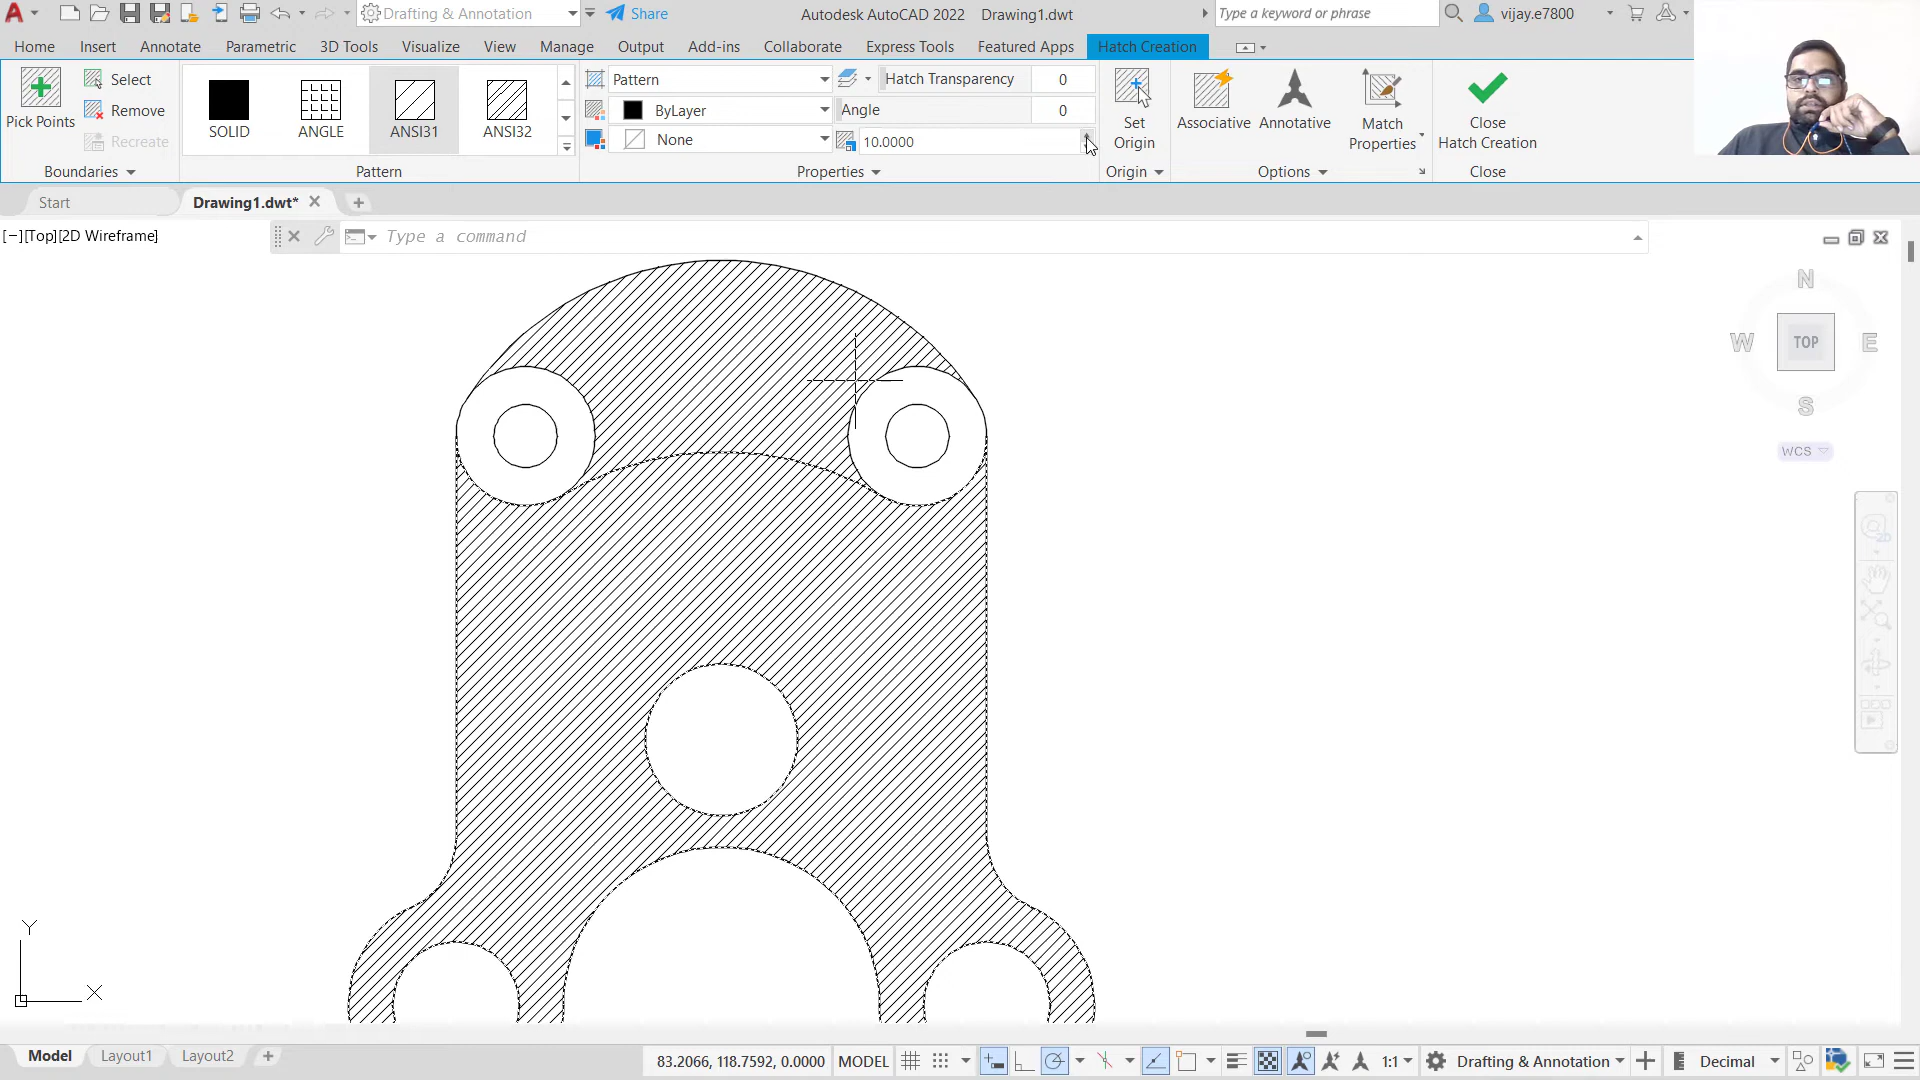 A Drafting & Annotation Share Autodesk AutoCAD 2022 Drawing1.dwt Type a keyword or phrase vijay.e7800
Home Insert Annotate Parametric 3D Tools Visualize View Manage Output Add-ins Collaborate Express Tools Featured Apps Hatch Creation
Pick Points
Select
Remove
Recreate
Boundaries
SOLID ANGLE ANSI31 ANSI32
Pattern
Pattern Hatch Transparency 0
ByLayer Angle 0
None 10.0000
Properties
Set Origin
Origin
Associative Annotative Match Properties
Options
Close Hatch Creation
Close
Start Drawing1.dwt*
[−][Top][2D Wireframe]
Type a command
N
W TOP E
S
WCS
2D
Y
X
Model Layout1 Layout2
83.2066, 118.7592, 0.0000 MODEL 1:1 Drafting & Annotation Decimal